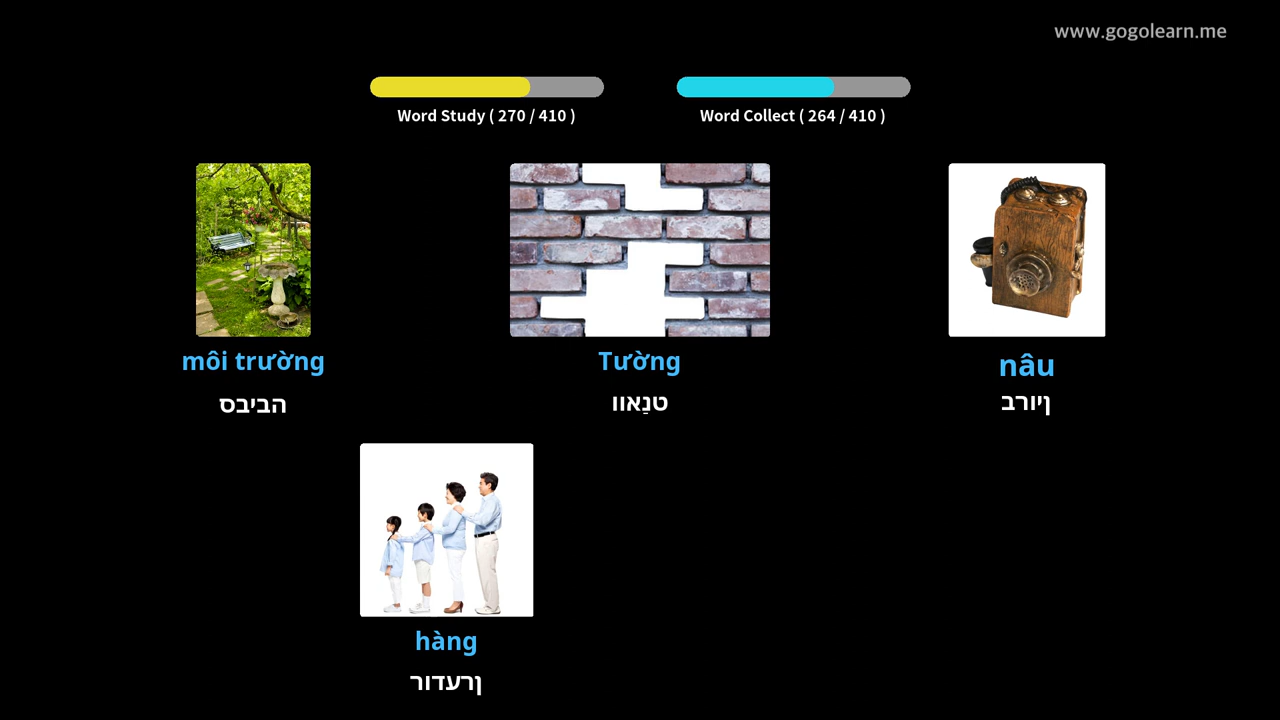 www.gogolearn.me
Word Study ( 270 / 410 )
Word Collect ( 264 / 410 )
môi trường
הביבס
Tường
טנַאוו
nâu
ןיורב
hàng
ןרעדור